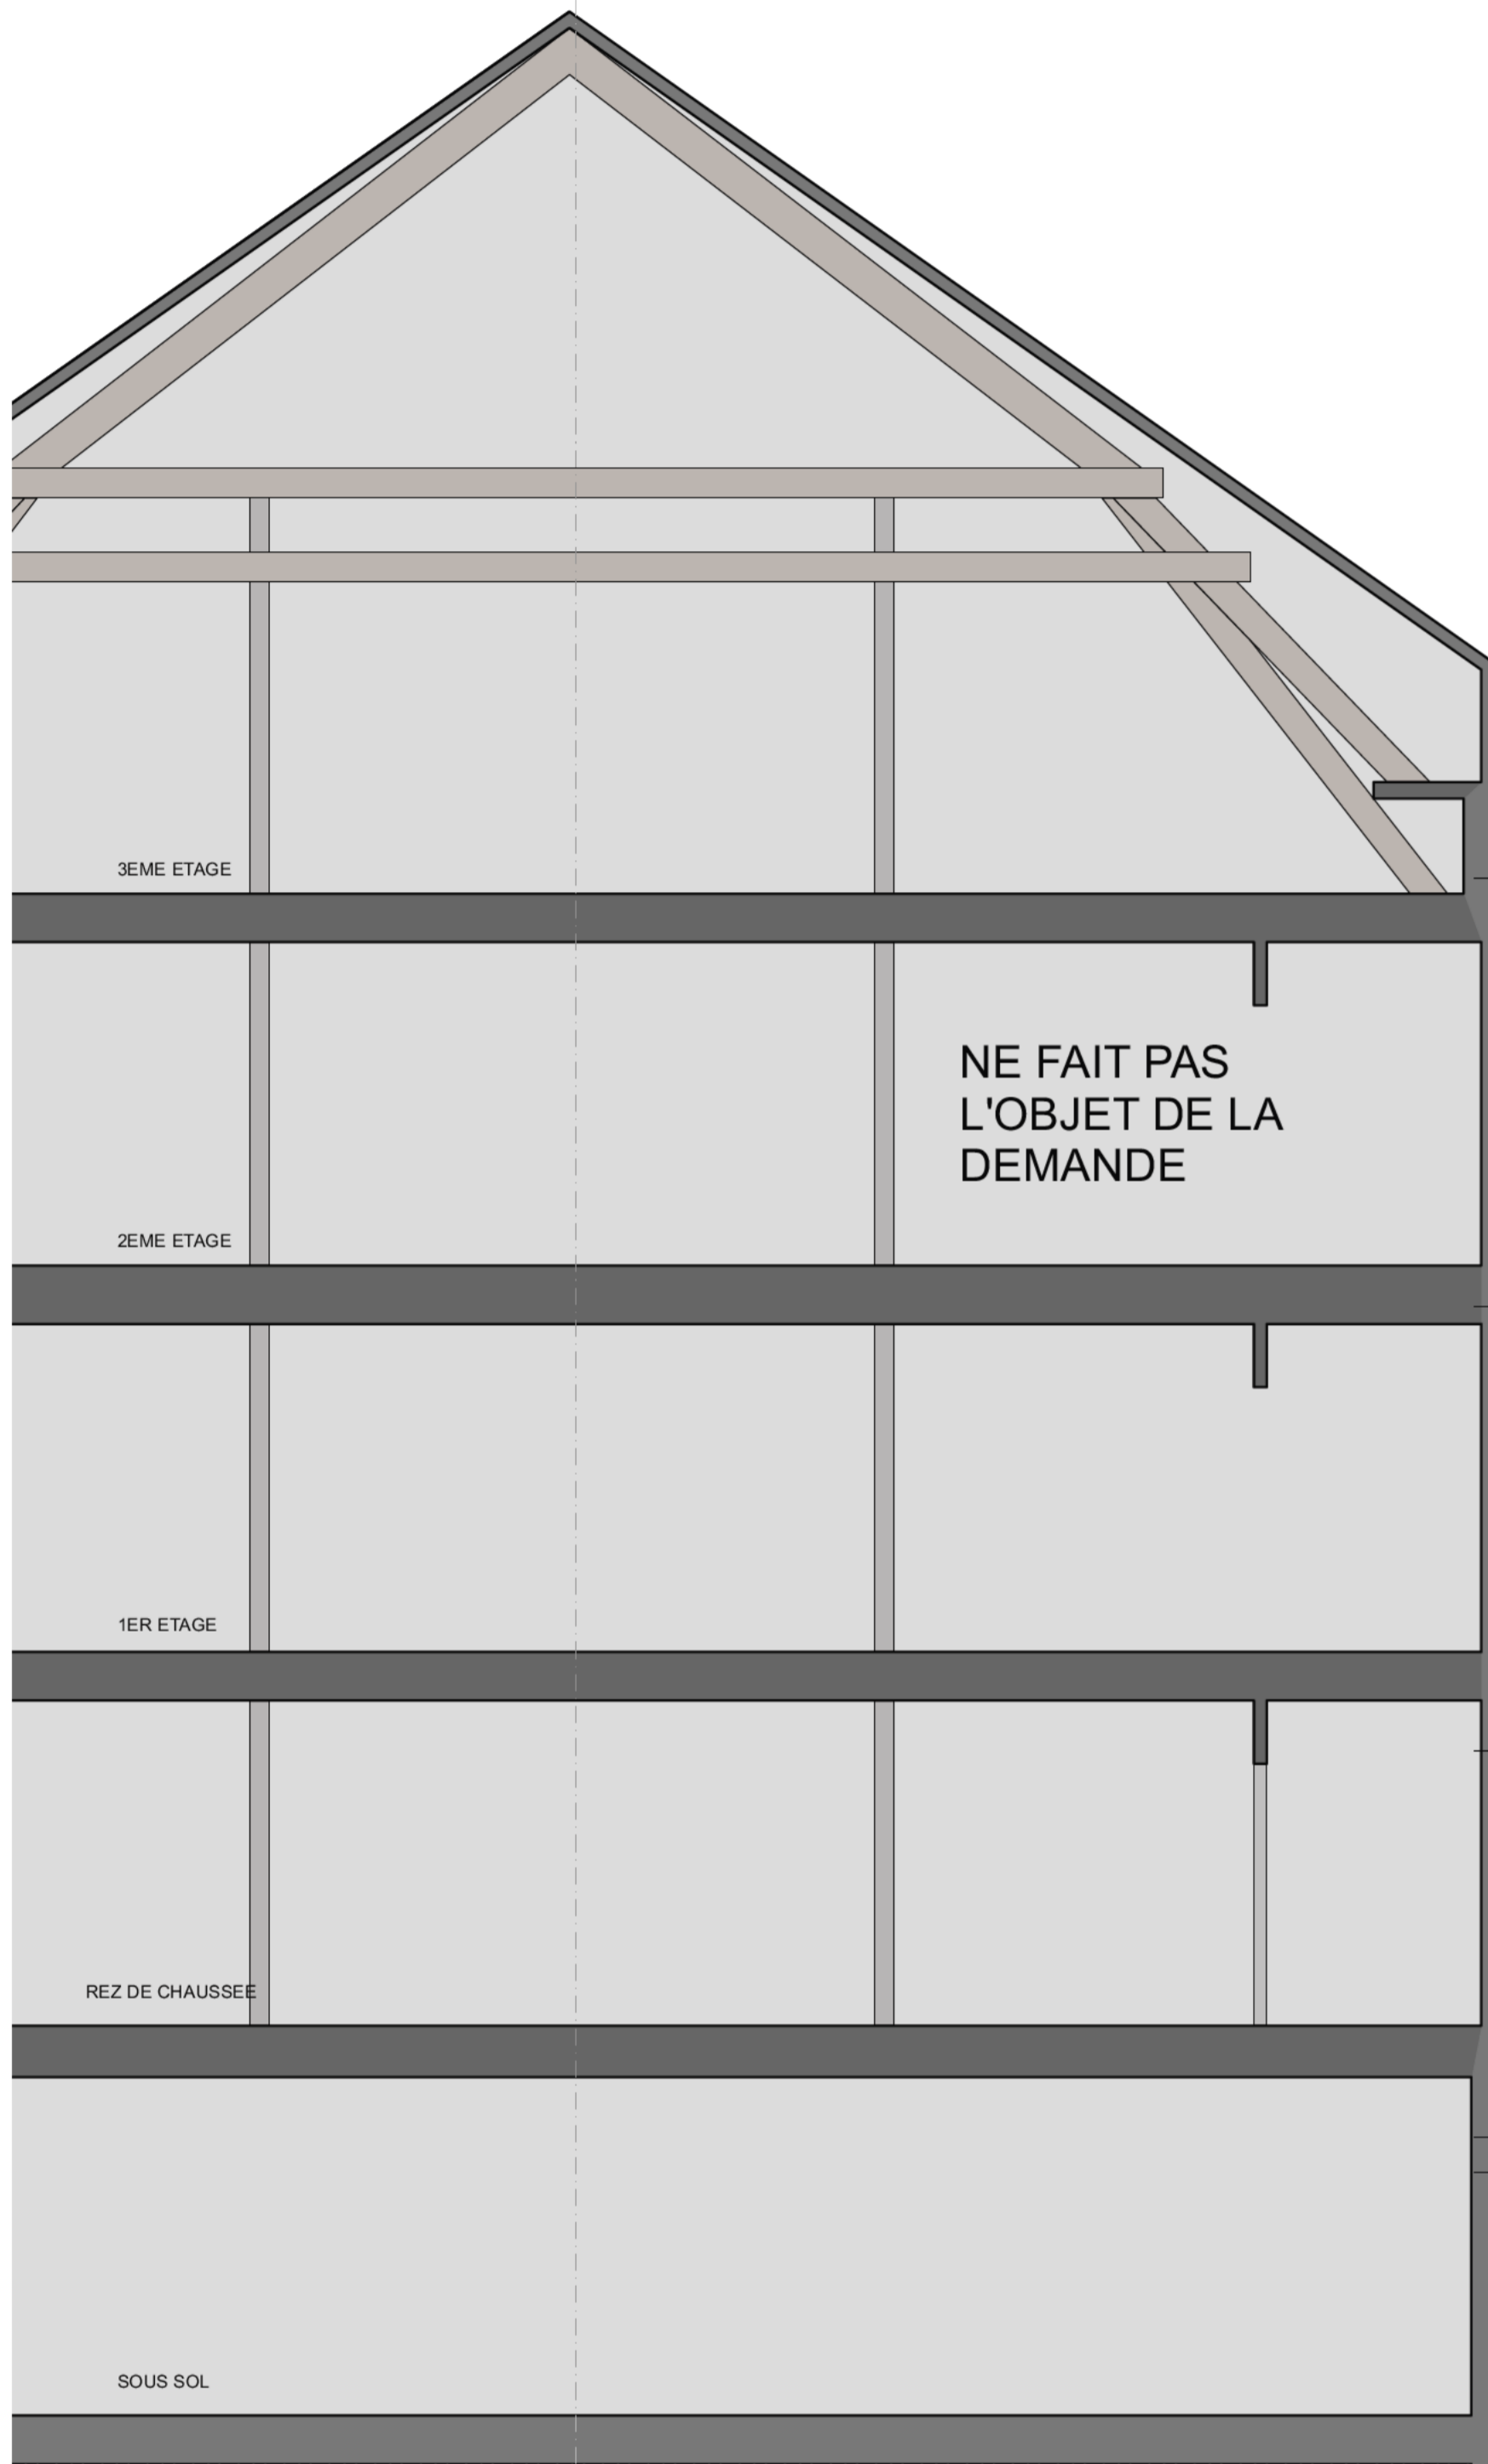 3EME ETAGE
NE FAIT PAS
L'OBJET DE LA
DEMANDE
2EME ETAGE
1ER ETAGE
REZ DE CHAUSSEE
SOUS SOL